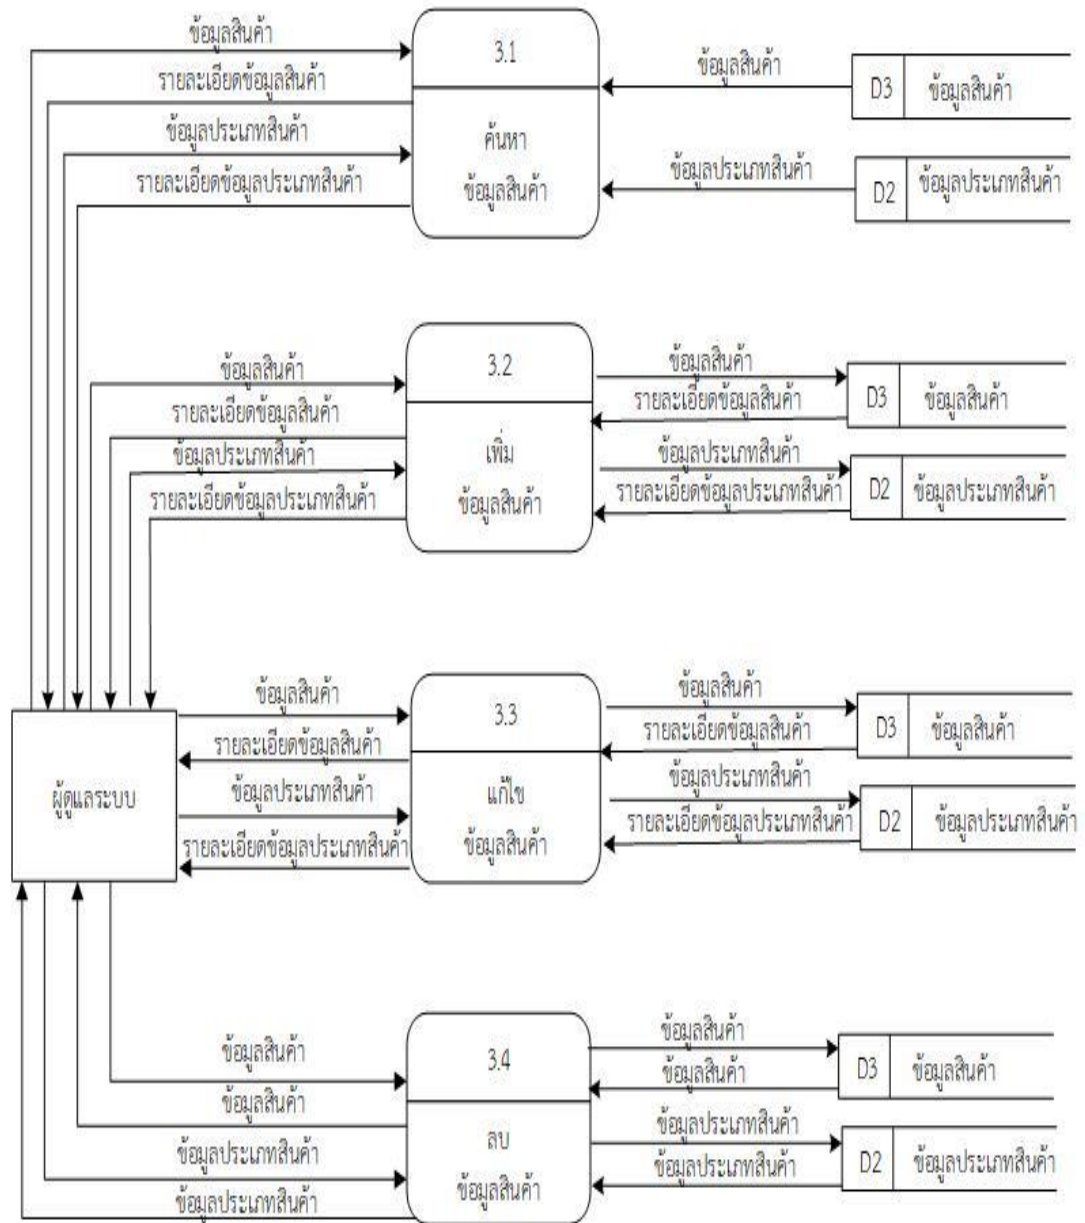 ข้อมูลสินค้า
รายละเอียดข้อมูลสินค้า
ข้อมูลประเภทสินค้า
รายละเอียดข้อมูลประเภทสินค้า
3.1
ค้นหา
ข้อมูลสินค้า
ข้อมูลสินค้า
D3
ข้อมูลสินค้า
ข้อมูลประเภทสินค้า
D2
ข้อมูลประเภทสินค้า
ข้อมูลสินค้า
รายละเอียดข้อมูลสินค้า
ข้อมูลประเภทสินค้า
รายละเอียดข้อมูลประเภทสินค้า
3.2
เพิ่ม
ข้อมูลสินค้า
ข้อมูลสินค้า
รายละเอียดข้อมูลสินค้า
D3
ข้อมูลสินค้า
ข้อมูลประเภทสินค้า
รายละเอียดข้อมูลประเภทสินค้า
D2
ข้อมูลประเภทสินค้า
ผู้ดูแลระบบ
ข้อมูลสินค้า
รายละเอียดข้อมูลสินค้า
ข้อมูลประเภทสินค้า
รายละเอียดข้อมูลประเภทสินค้า
3.3
แก้ไข
ข้อมูลสินค้า
ข้อมูลสินค้า
รายละเอียดข้อมูลสินค้า
D3
ข้อมูลสินค้า
ข้อมูลประเภทสินค้า
รายละเอียดข้อมูลประเภทสินค้า
D2
ข้อมูลประเภทสินค้า
ข้อมูลสินค้า
ข้อมูลสินค้า
ข้อมูลประเภทสินค้า
ข้อมูลประเภทสินค้า
3.4
ลบ
ข้อมูลสินค้า
ข้อมูลสินค้า
ข้อมูลสินค้า
D3
ข้อมูลสินค้า
ข้อมูลประเภทสินค้า
ข้อมูลประเภทสินค้า
D2
ข้อมูลประเภทสินค้า